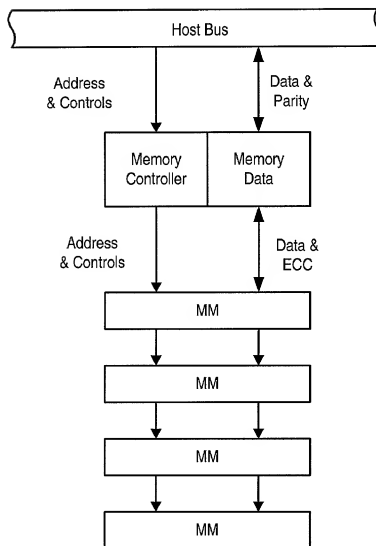 Host Bus
Address
& Controls
Data &
Parity
Memory
Controller
Memory
Data
Address
& Controls
Data &
ECC
MM
MM
MM
MM